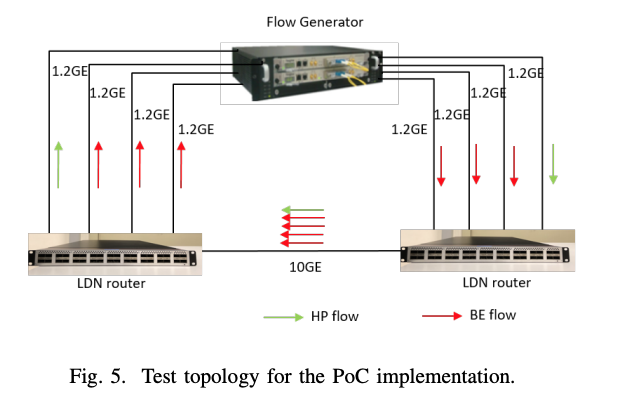 Flow Generator
1.2GE
1.2GE
1.2GE
1.2GE
1.2GE
1.2GE
1.2GE
1.2GE
10GE
LDN router
LDN router
HP flow
BE flow
Fig. 5. Test topology for the PoC implementation.